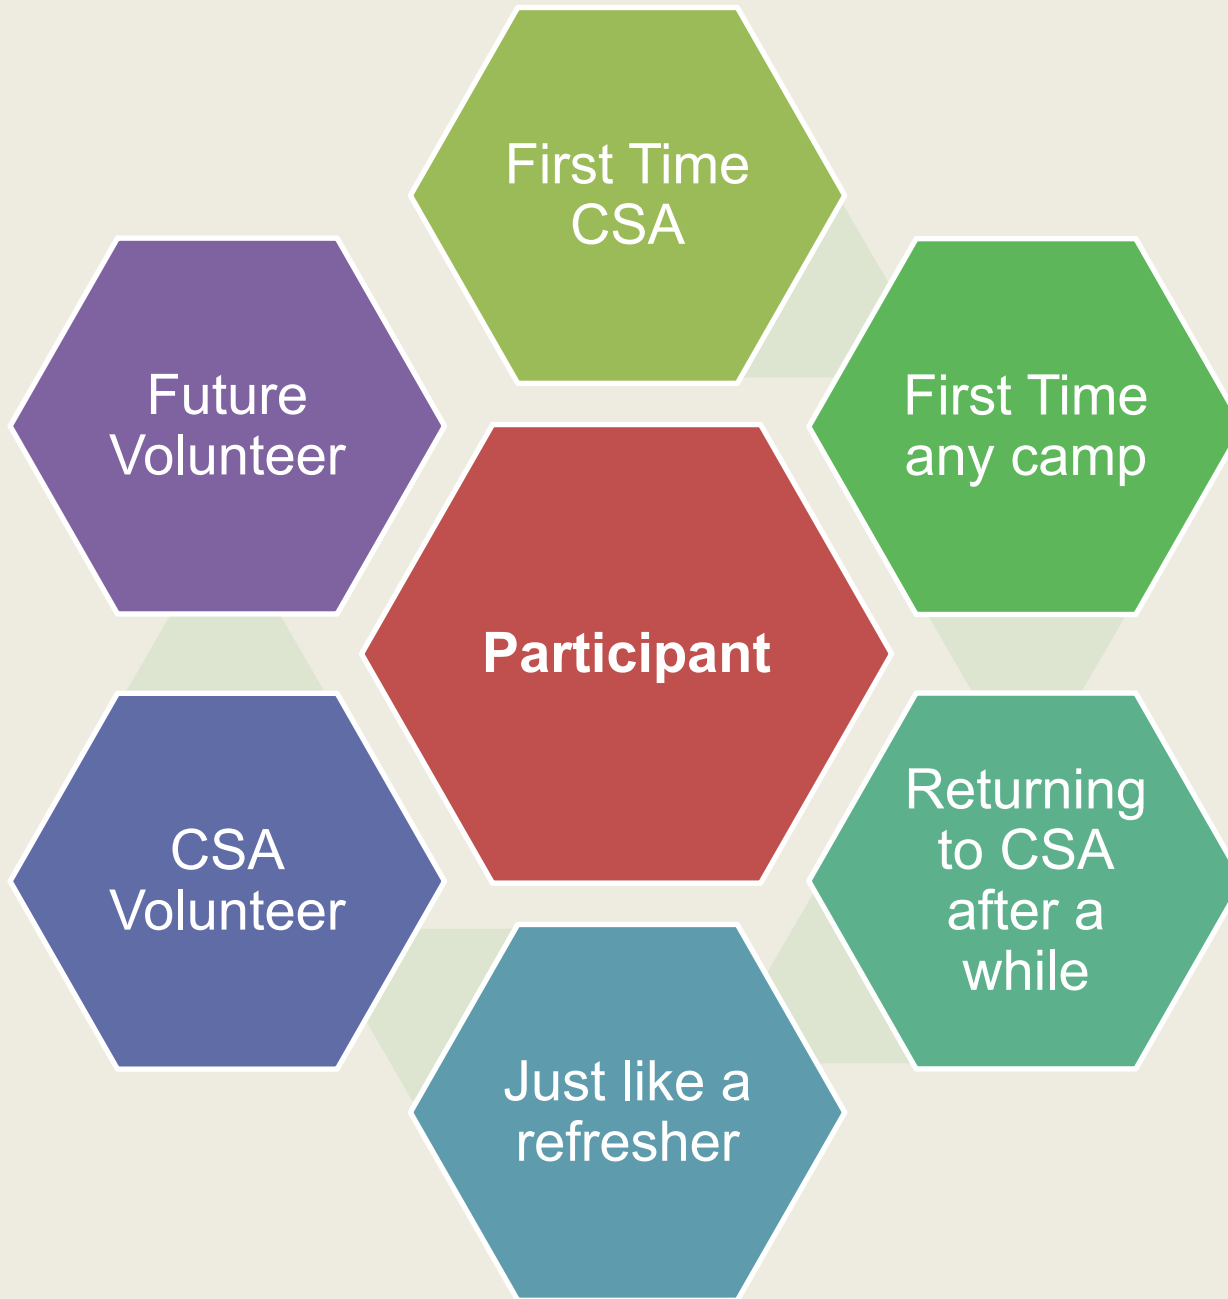 First Time
CSA
First Time
any camp
Returning
to CSA
after a
while
Just like a
refresher
CSA
Volunteer
Future
Volunteer
Participant